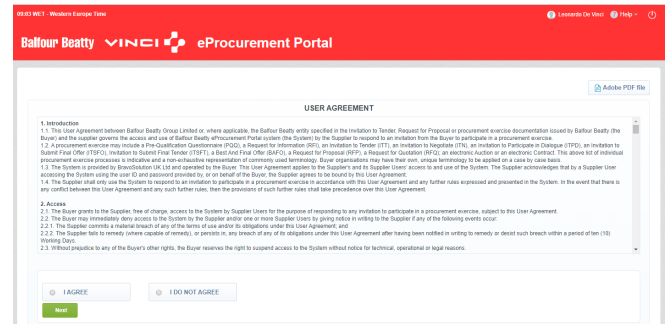 09:03 WET - Western Europe Time
Leonardo De Vinci
Help
Balfour Beatty VINCI eProcurement Portal
Adobe PDF file
USER AGREEMENT
1. Introduction
1.1. This User Agreement between Balfour Beatty Group Limited or, where applicable, the Balfour Beatty entity specified in the Invitation to Tender, Request for Proposal or procurement exercise documentation issued by Balfour Beatty (the
Buyer) and the supplier governs the access and use of Balfour Beatty eProcurement Portal system (the System) by the Supplier to respond to an invitation from the Buyer to participate in a procurement exercise.
1.2. A procurement exercise may include a Pre-Qualification Questionnaire (PQQ), a Request for Information (RFI), an Invitation to Tender (ITT), an Invitation to Negotiate (ITN), an Invitation to Participate in Dialogue (ITPD), an Invitation to
Submit Final Offer (ITSFO), Invitation to Submit Final Tender (ITSFT), a Best And Final Offer (BAFO), a Request for Proposal (RFP), a Request for Quotation (RFQ), an electronic Auction or an electronic Contract. This above list of individual
procurement exercise processes is indicative and a non-exhaustive representation of commonly used terminology. Buyer organisations may have their own, unique terminology to be applied on a case by case basis.
1.3. The System is provided by BravoSolution UK Ltd and operated by the Buyer. This User Agreement applies to the Supplier's and its Supplier Users' access to and use of the System. The Supplier acknowledges that by a Supplier User
accessing the System using the user ID and password provided by, or on behalf of the Buyer, the Supplier agrees to be bound by this User Agreement.
1.4. The Supplier shall only use the System to respond to an invitation to participate in a procurement exercise in accordance with this User Agreement and any further rules expressed and presented in the System. In the event that there is
any conflict between this User Agreement and any such further rules, then the provisions of such further rules shall take precedence over this User Agreement.
2. Access
2.1. The Buyer grants to the Supplier, free of charge, access to the System by Supplier Users for the purpose of responding to any invitation to participate in a procurement exercise, subject to this User Agreement.
2.2. The Buyer may immediately deny access to the System by the Supplier and/or one or more Supplier Users by giving notice in writing to the Supplier if any of the following events occur:
2.2.1. The Supplier commits a material breach of any of the terms of use and/or its obligations under this User Agreement; and
2.2.2. The Supplier fails to remedy (where capable of remedy), or persists in, any breach of any of its obligations under this User Agreement after having been notified in writing to remedy or desist such breach within a period of ten (10)
Working Days.
2.3. Without prejudice to any of the Buyer's other rights, the Buyer reserves the right to suspend access to the System without notice for technical, operational or legal reasons.
I AGREE
I DO NOT AGREE
Next